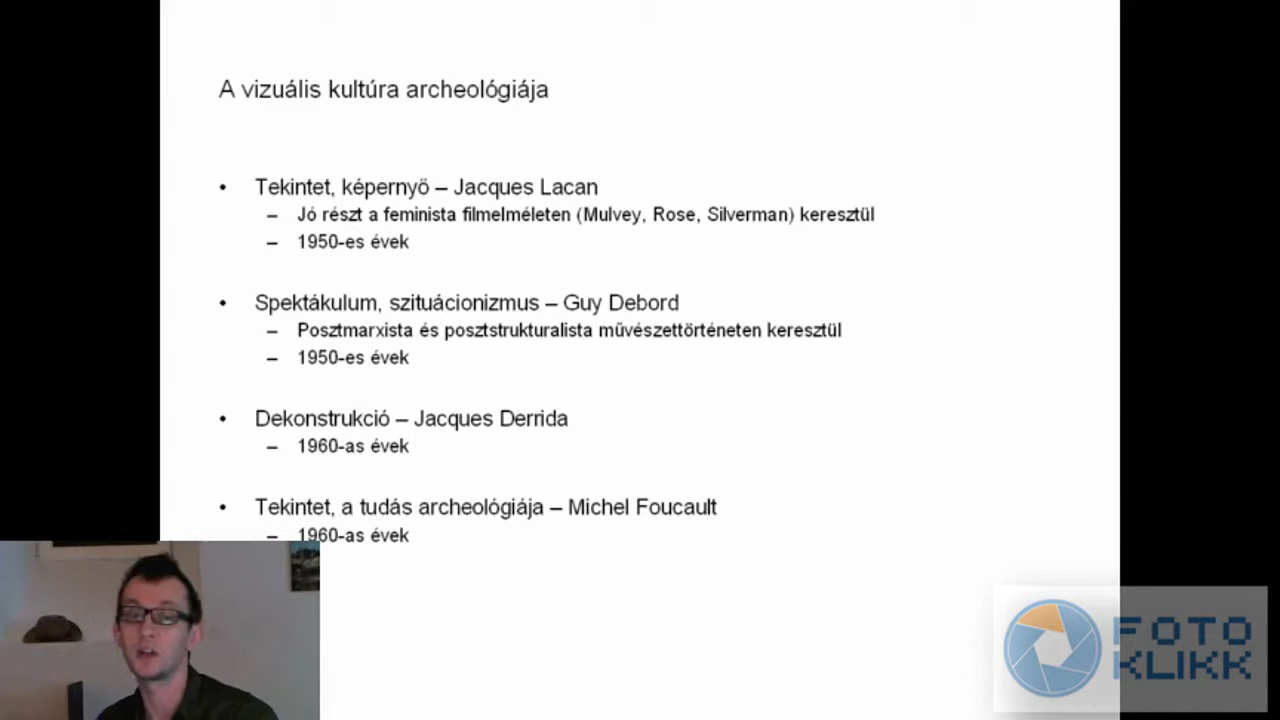 A vizuális kultúra archeológiája
• Tekintet, képernyő – Jacques Lacan
– Jó részt a feminista filmelméleten (Mulvey, Rose, Silverman) keresztül
– 1950-es évek
• Spektákulum, szituácionizmus – Guy Debord
– Posztmarxista és posztstrukturalista művészettörténeten keresztül
– 1950-es évek
• Dekonstrukció – Jacques Derrida
– 1960-as évek
• Tekintet, a tudás archeológiája – Michel Foucault
– 1960-as évek
FOTO
KLIKK